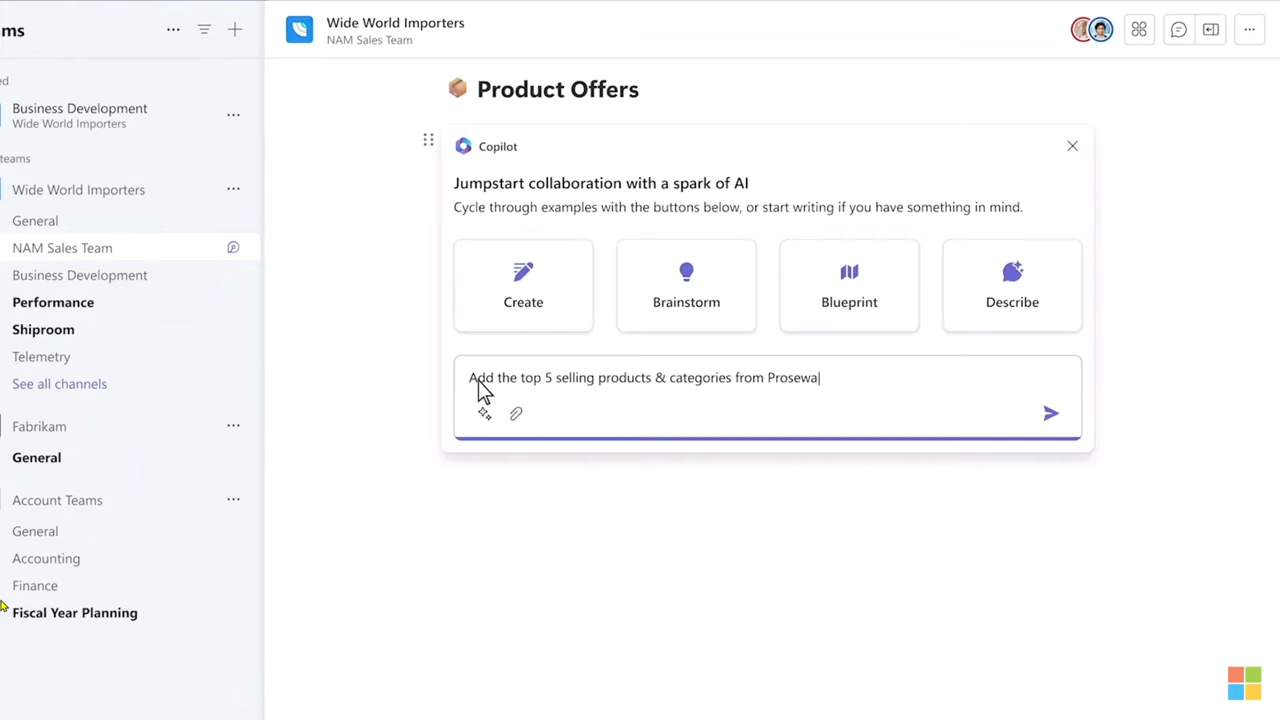 ms
Wide World Importers
NAM Sales Team
ed
Business Development
Wide World Importers
teams
Wide World Importers
General
NAM Sales Team
Business Development
Performance
Shiproom
Telemetry
See all channels
Fabrikam
General
Account Teams
General
Accounting
Finance
Fiscal Year Planning
Product Offers
Copilot
Jumpstart collaboration with a spark of AI
Cycle through examples with the buttons below, or start writing if you have something in mind.
Create
Brainstorm
Blueprint
Describe
Add the top 5 selling products & categories from Prosewa